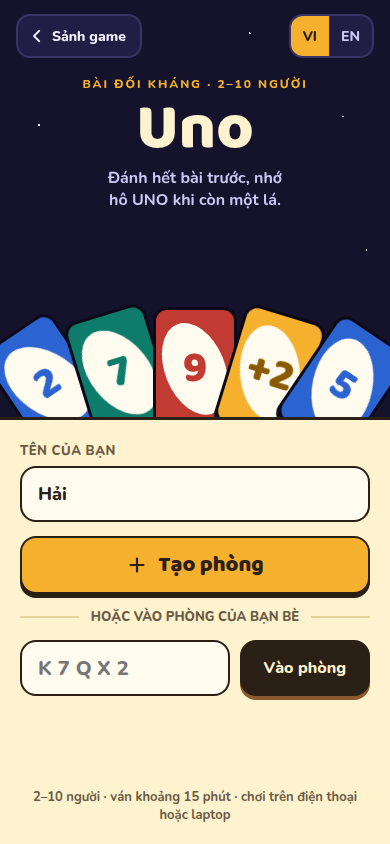 Sảnh game
VI
EN
BÀI ĐỐI KHÁNG · 2–10 NGƯỜI
Uno
Đánh hết bài trước, nhớ
hô UNO khi còn một lá.
2
7
9
+2
5
TÊN CỦA BẠN
Hải
+ Tạo phòng
HOẶC VÀO PHÒNG CỦA BẠN BÈ
K 7 Q X 2
Vào phòng
2–10 người · ván khoảng 15 phút · chơi trên điện thoại
hoặc laptop